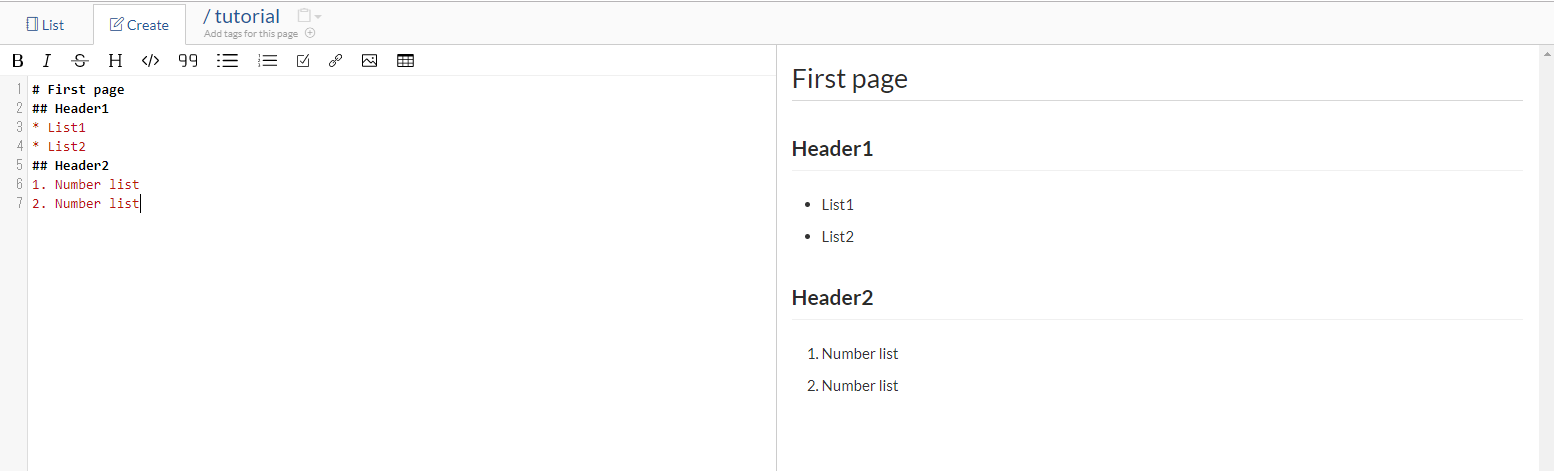 List
Create
/ tutorial
Add tags for this page
B I S H </> 99
1 # First page
2 ## Header1
3 * List1
4 * List2
5 ## Header2
6 1. Number list
7 2. Number list
First page
Header1
• List1
• List2
Header2
1. Number list
2. Number list